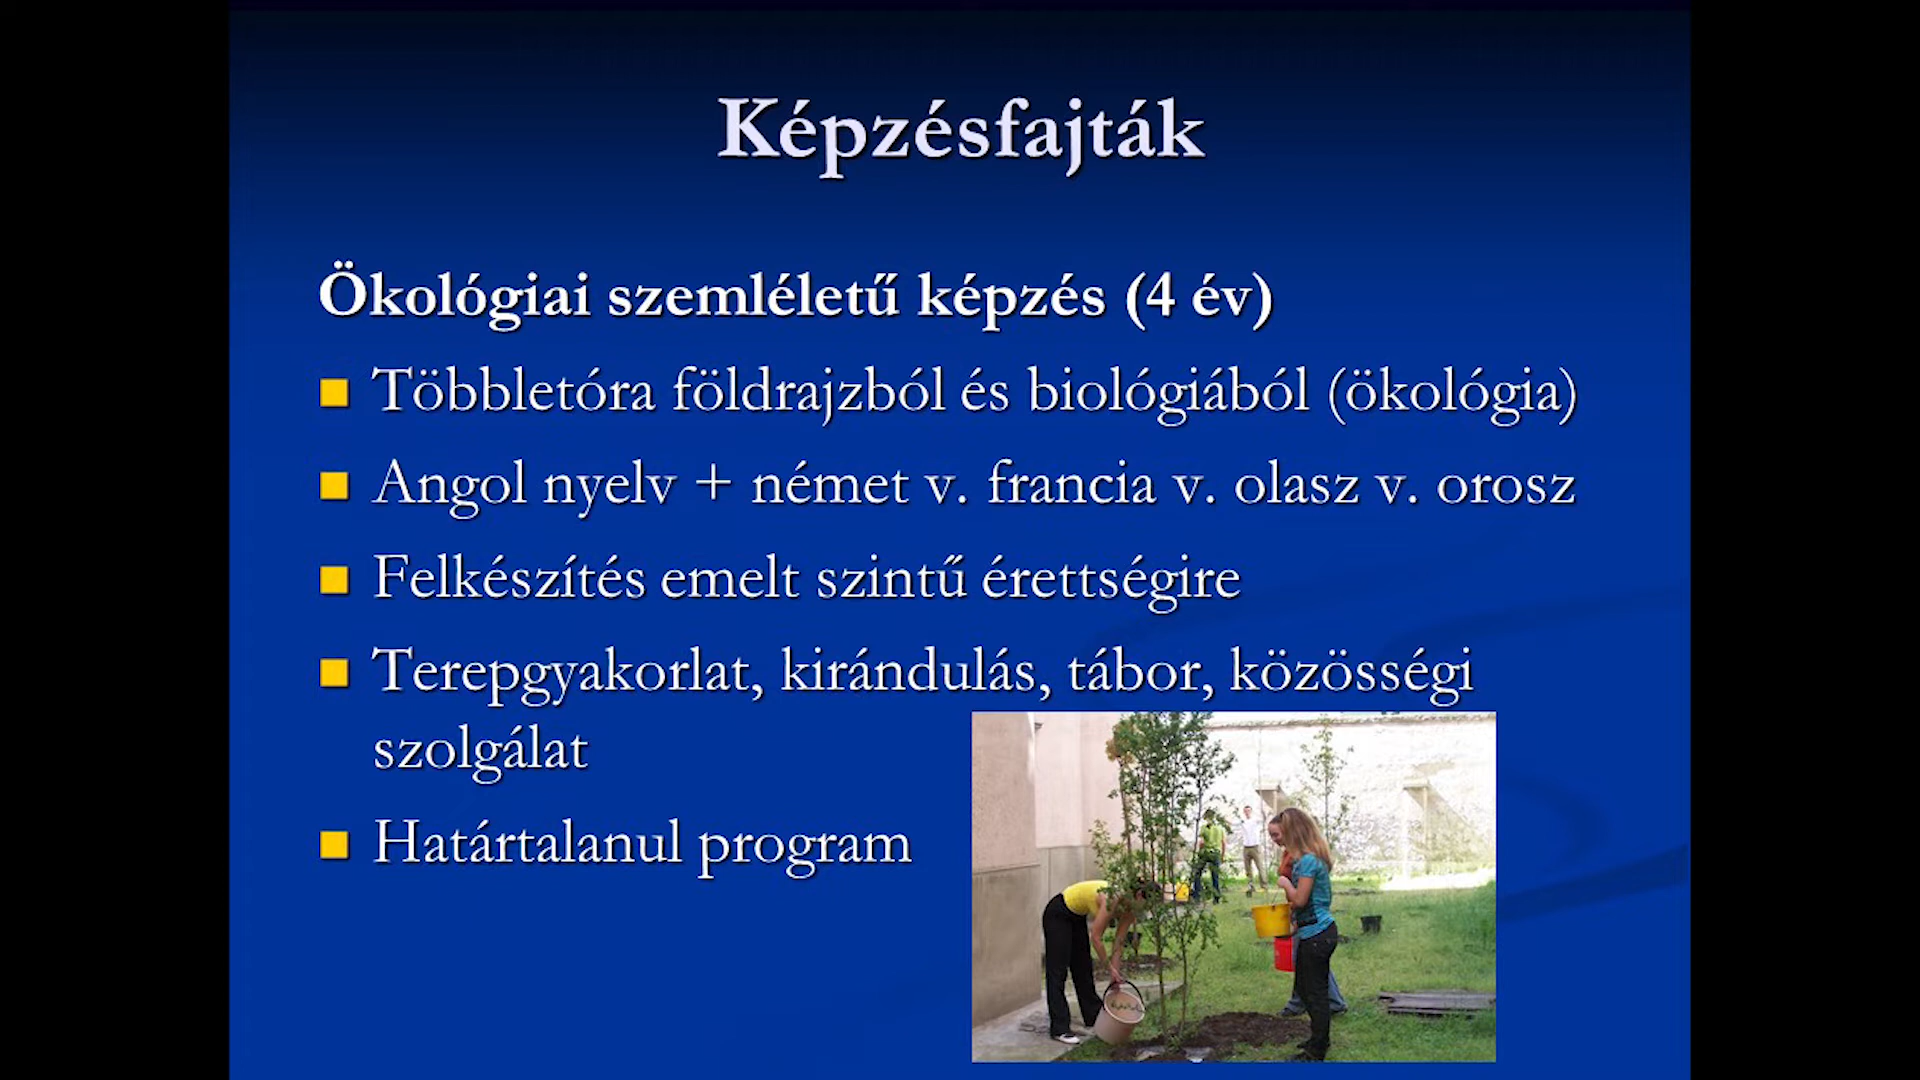 Képzésfajták
Ökológiai szemléletű képzés (4 év)
Többletóra földrajzból és biológiából (ökológia)
Angol nyelv + német v. francia v. olasz v. orosz
Felkészítés emelt szintű érettségire
Terepgyakorlat, kirándulás, tábor, közösségi
szolgálat
Határtalanul program